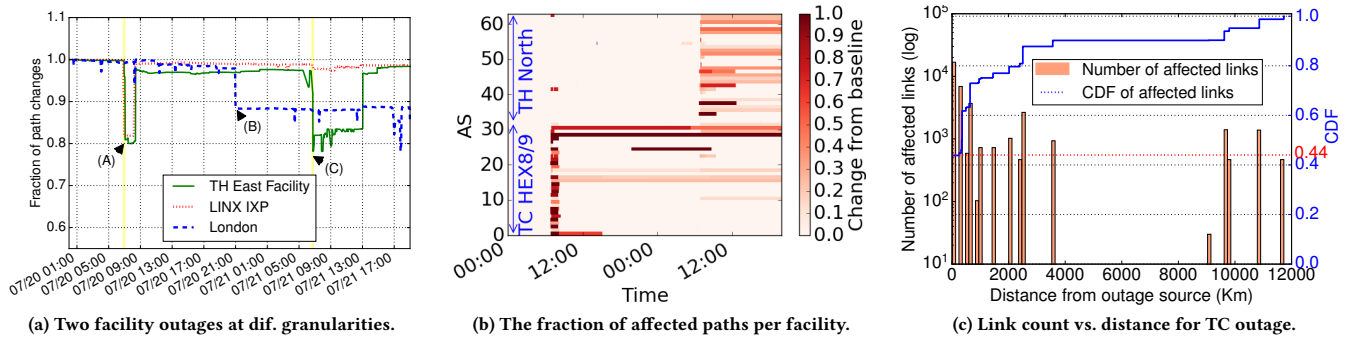 Fraction of path changes
1.1
1.0
0.9
0.8
0.7
0.6
(A)
(B)
(C)
TH East Facility
LINX IXP
London
07/20 01:00
07/20 05:00
07/20 09:00
07/20 13:00
07/20 17:00
07/20 21:00
07/21 01:00
07/21 05:00
07/21 09:00
07/21 13:00
07/21 17:00
(a) Two facility outages at dif. granularities.
AS
60
50
40
30
20
10
0
TH North
TC HEX8/9
00:00
12:00
00:00
12:00
Time
1.0
0.9
0.8
0.7
0.6
0.5
0.4
0.3
0.2
0.1
0.0
Change from baseline
(b) The fraction of affected paths per facility.
Number of affected links (log)
10^5
10^4
10^3
10^2
10^1
Number of affected links
CDF of affected links
1.0
0.8
0.6
0.44
0.4
0.2
0.0
CDF
0
2000
4000
6000
8000
10000
12000
Distance from outage source (Km)
(c) Link count vs. distance for TC outage.